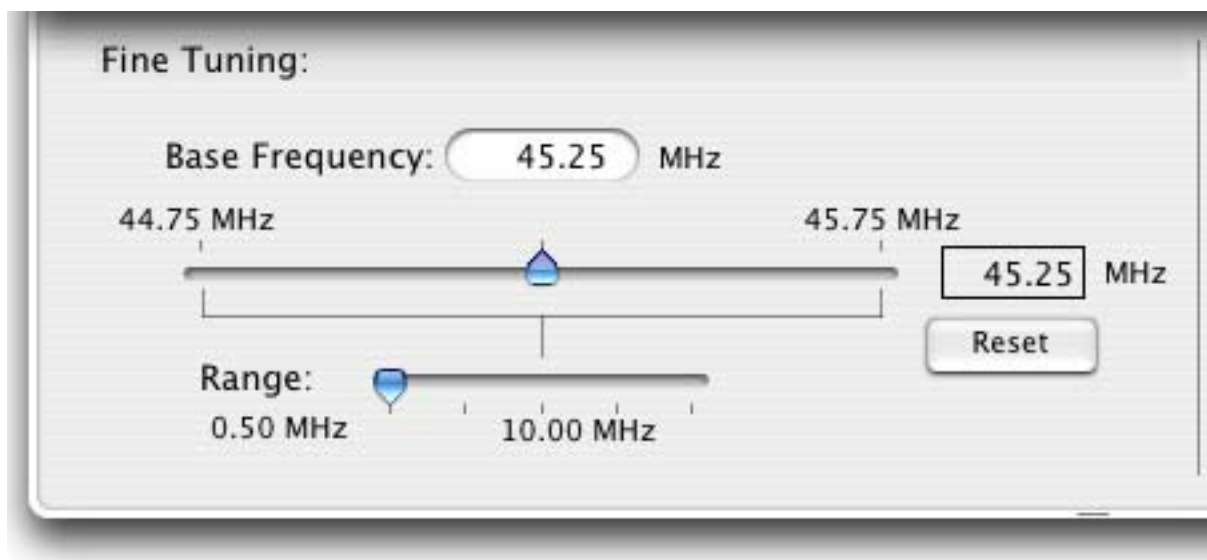 Fine Tuning:
Base Frequency: 45.25 MHz
44.75 MHz 45.75 MHz
45.25 MHz
Reset
Range:
0.50 MHz 10.00 MHz